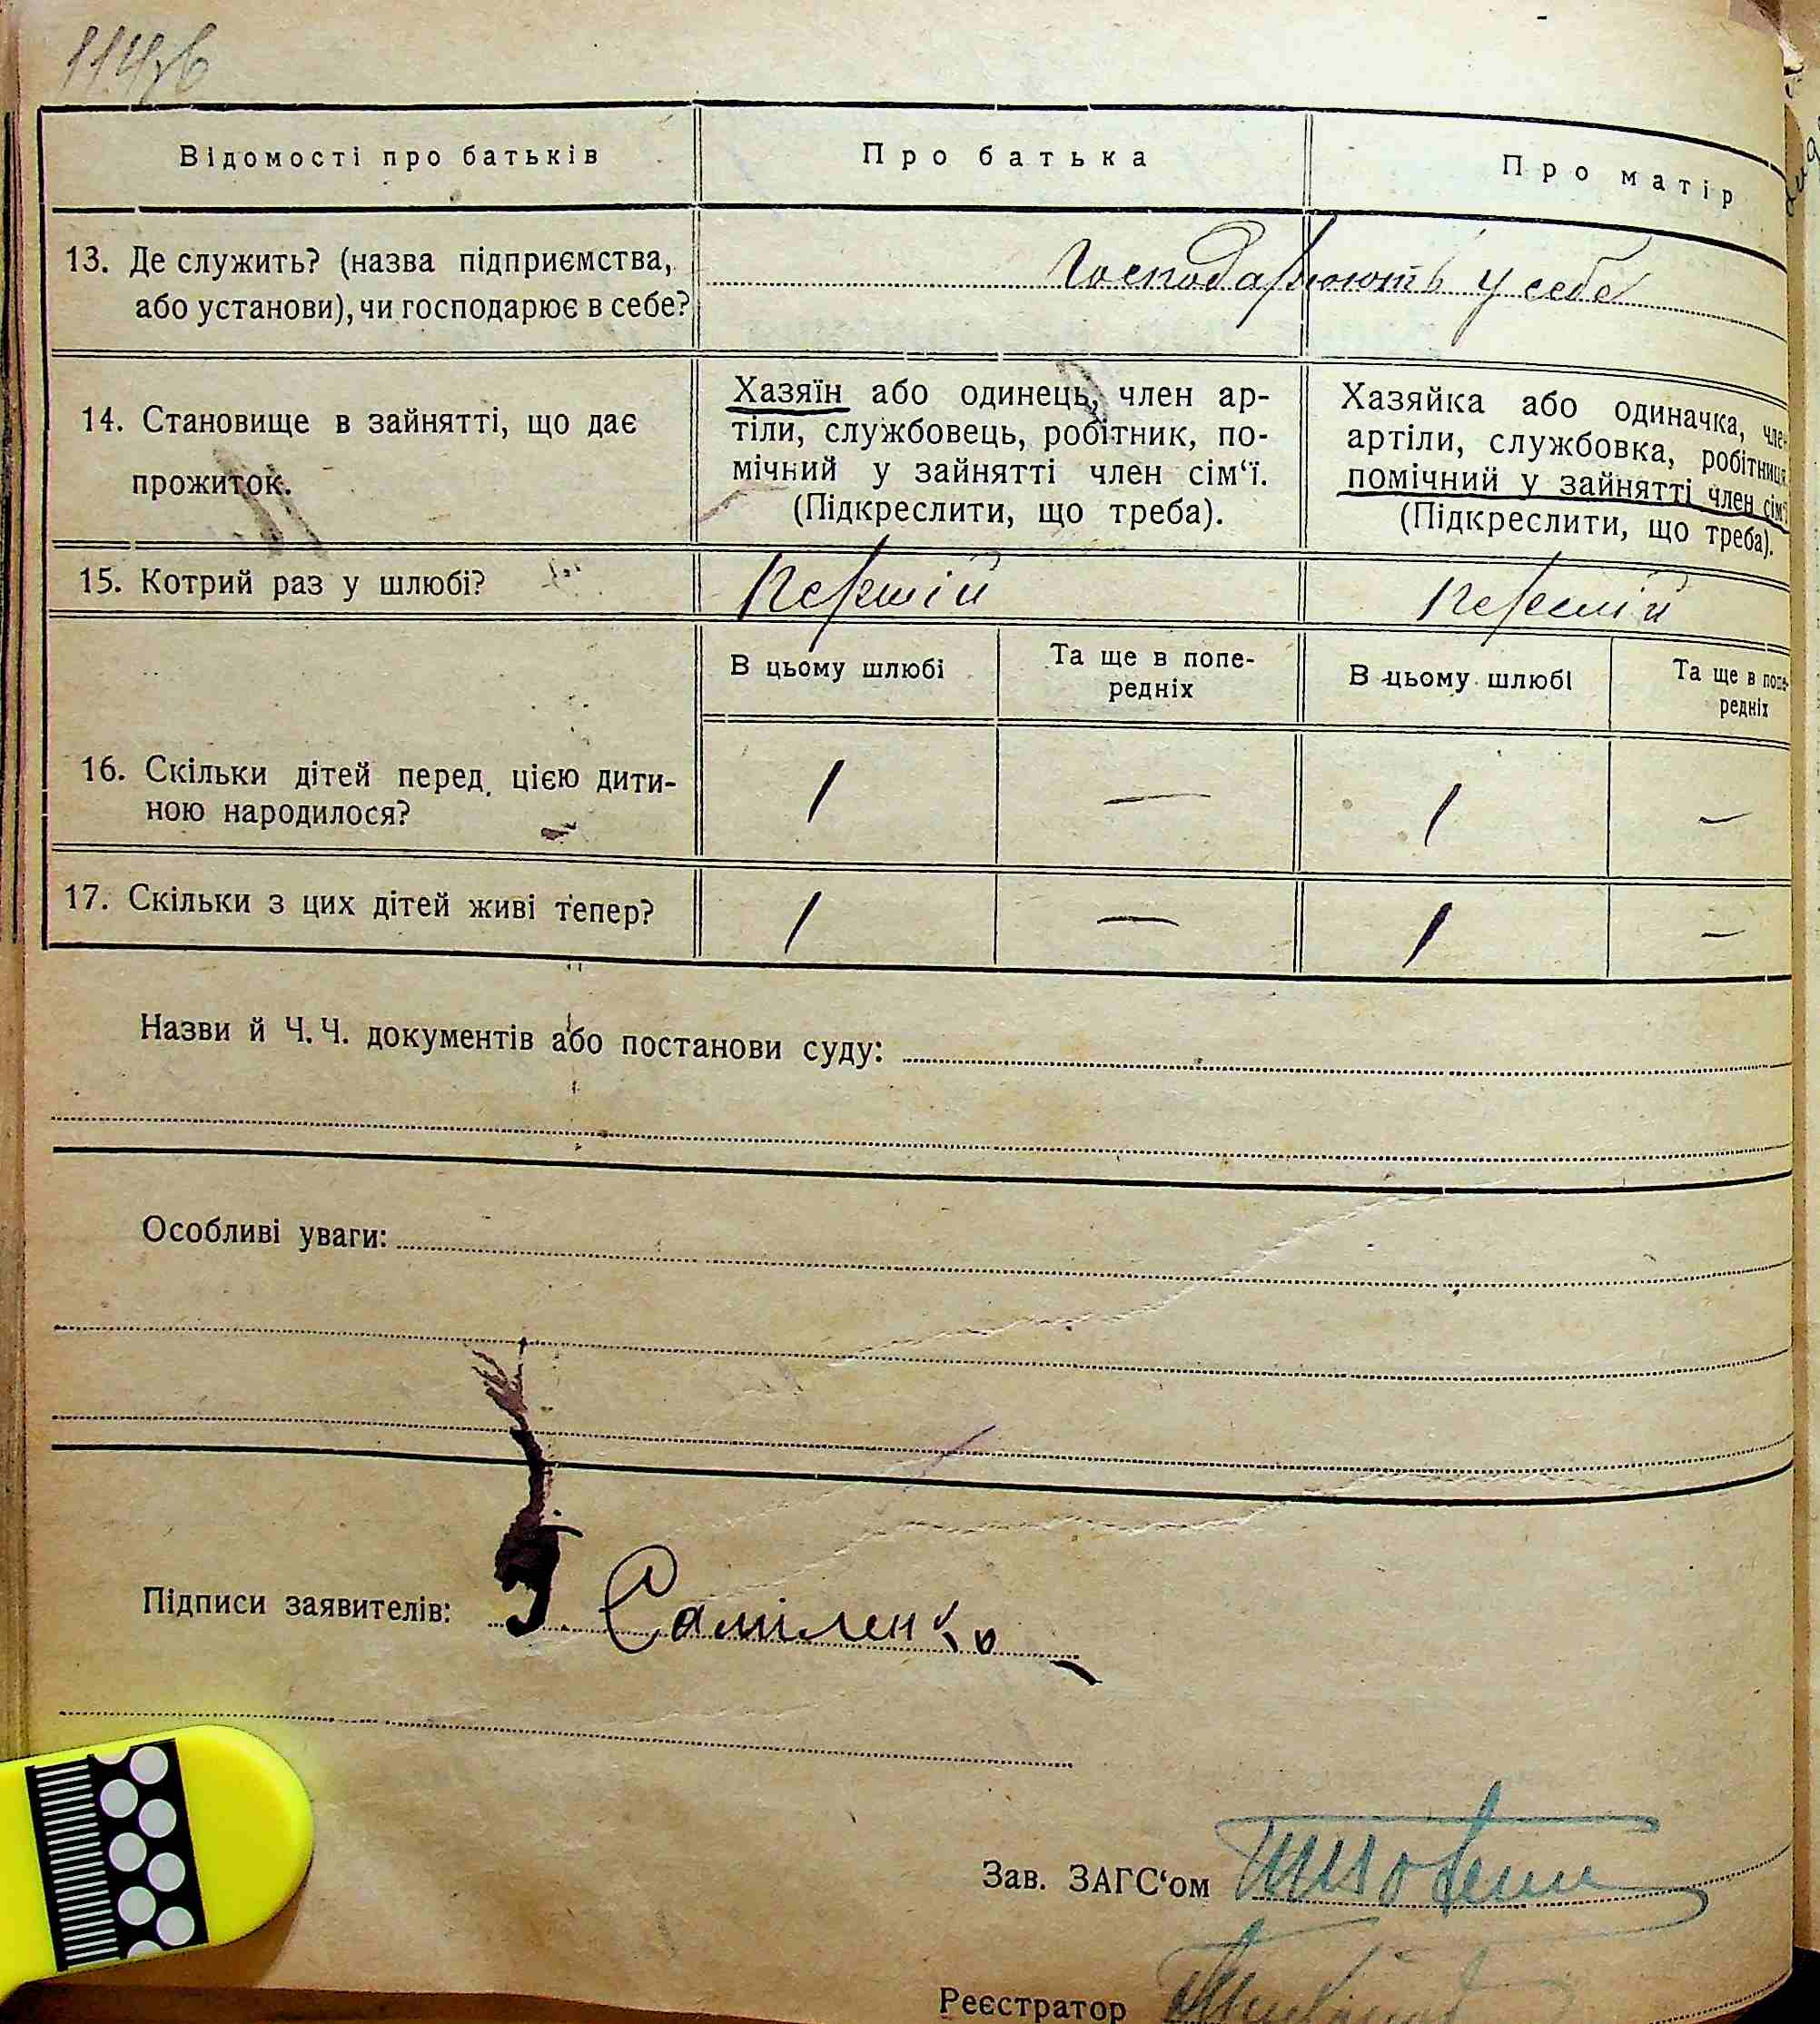 Відомості про батьків Про батька Про матір
13. Де служить? (назва підприємства, або установи), чи господарює в себе?
Господарюють у себе
14. Становище в зайнятті, що дає прожиток.
Хазяїн або одинець, член ар-
тіли, службовець, робітник, по-
мічний у зайнятті член сім‘ї.
(Підкреслити, що треба).
Хазяйка або одиначка, член
артіли, службовка, робітниця
помічний у зайнятті член сім‘ї
(Підкреслити, що треба).
15. Котрий раз у шлюбі? Першій Першій
В цьому шлюбі Та ще в попе-
редніх В цьому шлюбі Та ще в попе-
редніх
16. Скільки дітей перед цією дити-
ною народилося? 1 — 1 —
17. Скільки з цих дітей живі тепер? 1 — 1 —
Назви й Ч. Ч. документів або постанови суду:
Особливі уваги:
Підписи заявителів: Самiленко
Зав. ЗАГС‘ом
Реєстратор